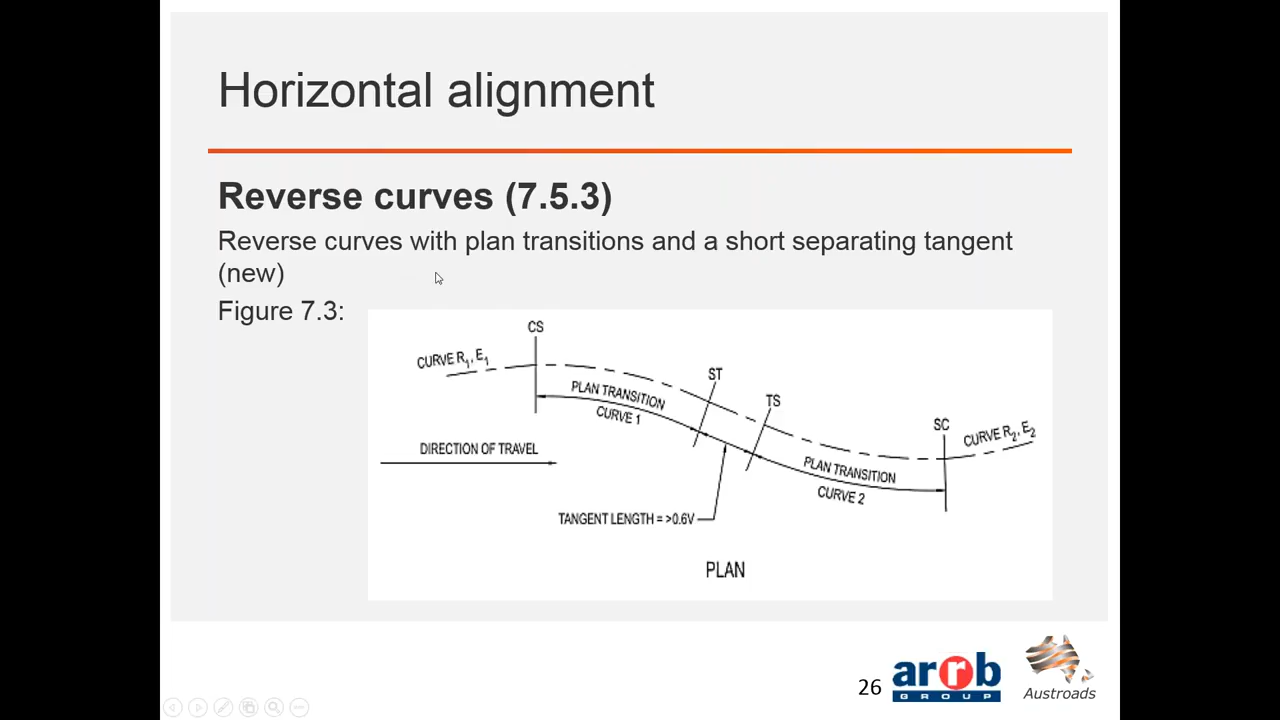 Horizontal alignment
Reverse curves (7.5.3)
Reverse curves with plan transitions and a short separating tangent
(new)
Figure 7.3:
CS
CURVE R1, E1
ST
PLAN TRANSITION
CURVE 1
TS
SC
CURVE R2, E2
DIRECTION OF TRAVEL
PLAN TRANSITION
CURVE 2
TANGENT LENGTH = >0.6V
PLAN
26
arrb
GROUP
Austroads